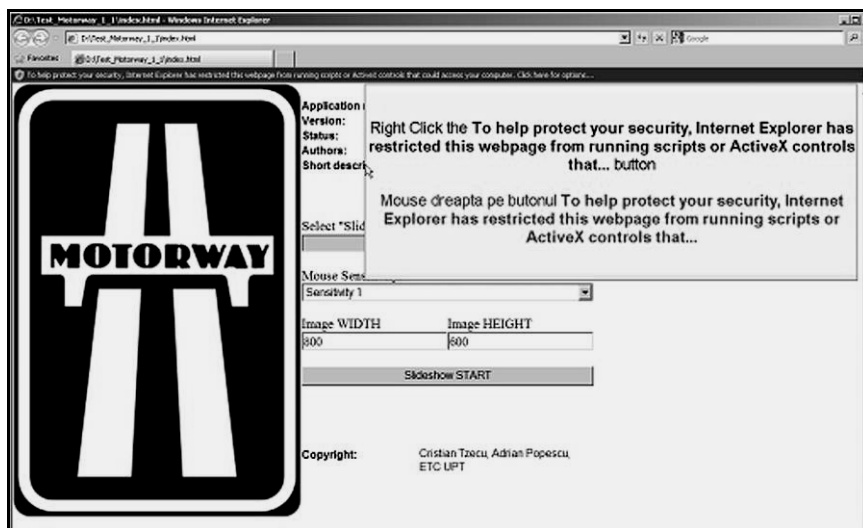 D:\Test_Motorway_1_1\index.html - Windows Internet Explorer
D:\Test_Motorway_1_1\index.html
Google
Favorites
D:\Test_Motorway_1_1\index.html
To help protect your security, Internet Explorer has restricted this webpage from running scripts or ActiveX controls that could access your computer. Click here for options...
Application
Version:
Status:
Authors:
Short descri
Right Click the To help protect your security, Internet Explorer has
restricted this webpage from running scripts or ActiveX controls
that... button
Mouse dreapta pe butonul To help protect your security, Internet
Explorer has restricted this webpage from running scripts or
ActiveX controls that...
MOTORWAY
Select "Slid
Mouse Sens
Sensitivity 1
Image WIDTH
Image HEIGHT
800
600
Slideshow START
Copyright:
Cristian Tzecu, Adrian Popescu,
ETC UPT